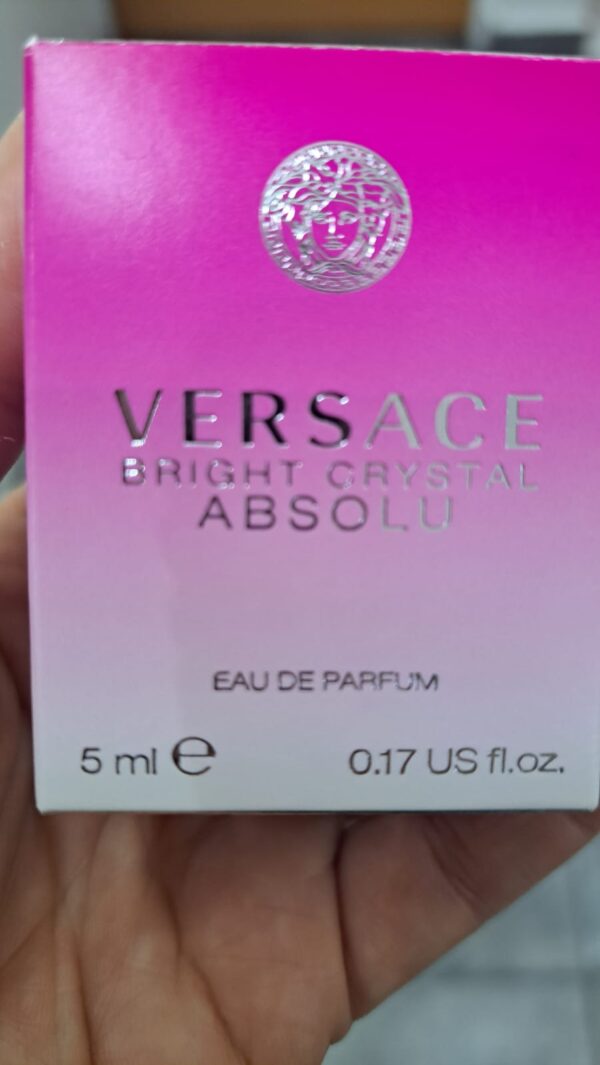 VERSACE
BRIGHT CRYSTAL
ABSOLU
EAU DE PARFUM
5 ml ℮ 0.17 US fl.oz.